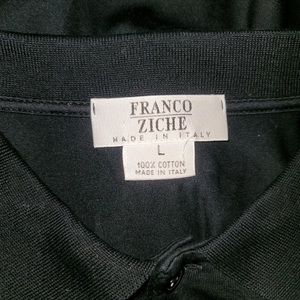 FRANCO
ZICHE
MADE IN ITALY
L
100% COTTON
MADE IN ITALY